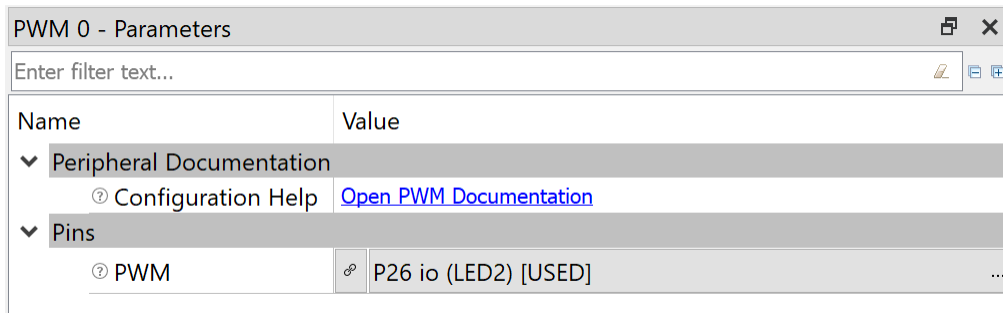 PWM 0 - Parameters
Enter filter text...
Name Value
Peripheral Documentation
Configuration Help Open PWM Documentation
Pins
PWM P26 io (LED2) [USED] ...